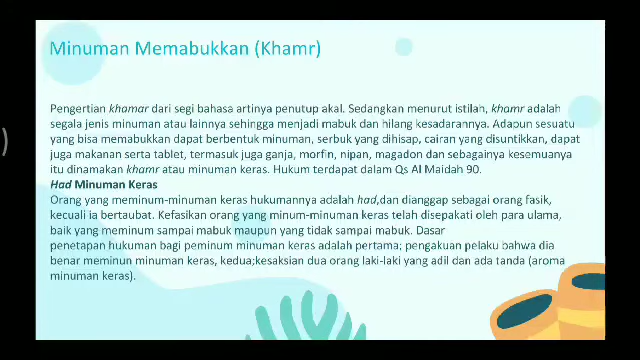 Minuman Memabukkan (Khamr)
Pengertian khamar dari segi bahasa artinya penutup akal. Sedangkan menurut istilah, khamr adalah
segala jenis minuman atau lainnya sehingga menjadi mabuk dan hilang kesadarannya. Adapun sesuatu
yang bisa memabukkan dapat berbentuk minuman, serbuk yang dihisap, cairan yang disuntikkan, dapat
juga makanan serta tablet, termasuk juga ganja, morfin, nipan, magadon dan sebagainya kesemuanya
itu dinamakan khamr atau minuman keras. Hukum terdapat dalam Qs Al Maidah 90.
Had Minuman Keras
Orang yang meminum-minuman keras hukumannya adalah had,dan dianggap sebagai orang fasik,
kecuali ia bertaubat. Kefasikan orang yang minum-minuman keras telah disepakati oleh para ulama,
baik yang meminum sampai mabuk maupun yang tidak sampai mabuk. Dasar
penetapan hukuman bagi peminum minuman keras adalah pertama; pengakuan pelaku bahwa dia
benar meminun minuman keras, kedua;kesaksian dua orang laki-laki yang adil dan ada tanda (aroma
minuman keras).